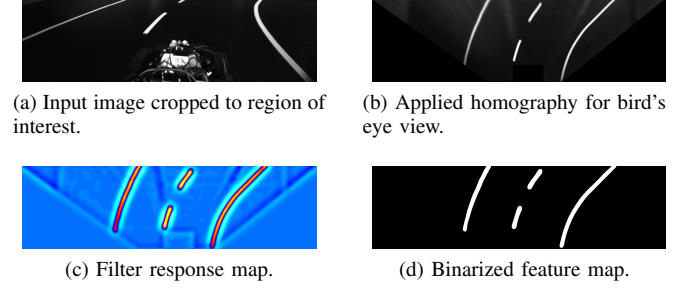 (a) Input image cropped to region of
interest.
(b) Applied homography for bird's
eye view.
(c) Filter response map.
(d) Binarized feature map.